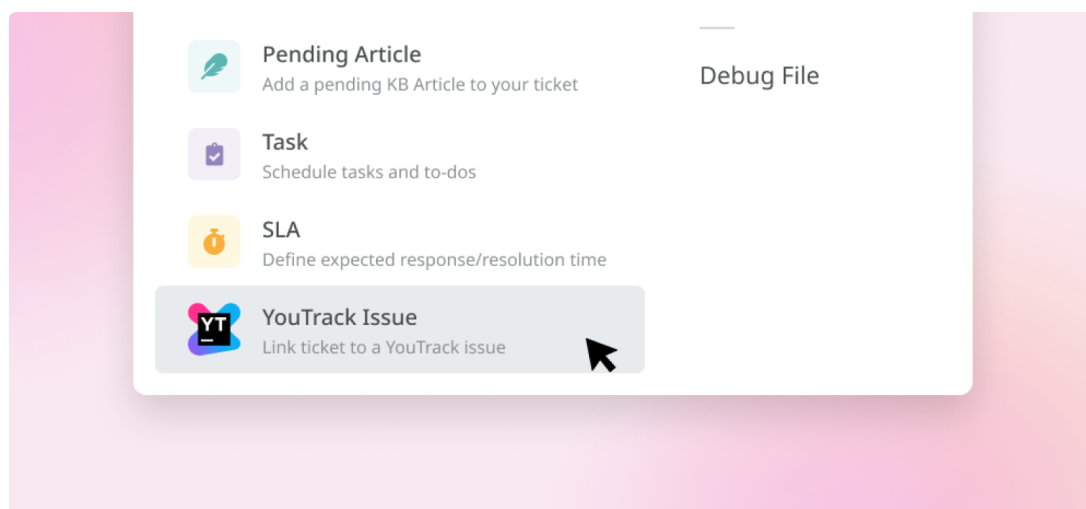 Pending Article
Add a pending KB Article to your ticket
Debug File
Task
Schedule tasks and to-dos
SLA
Define expected response/resolution time
YT
YouTrack Issue
Link ticket to a YouTrack issue